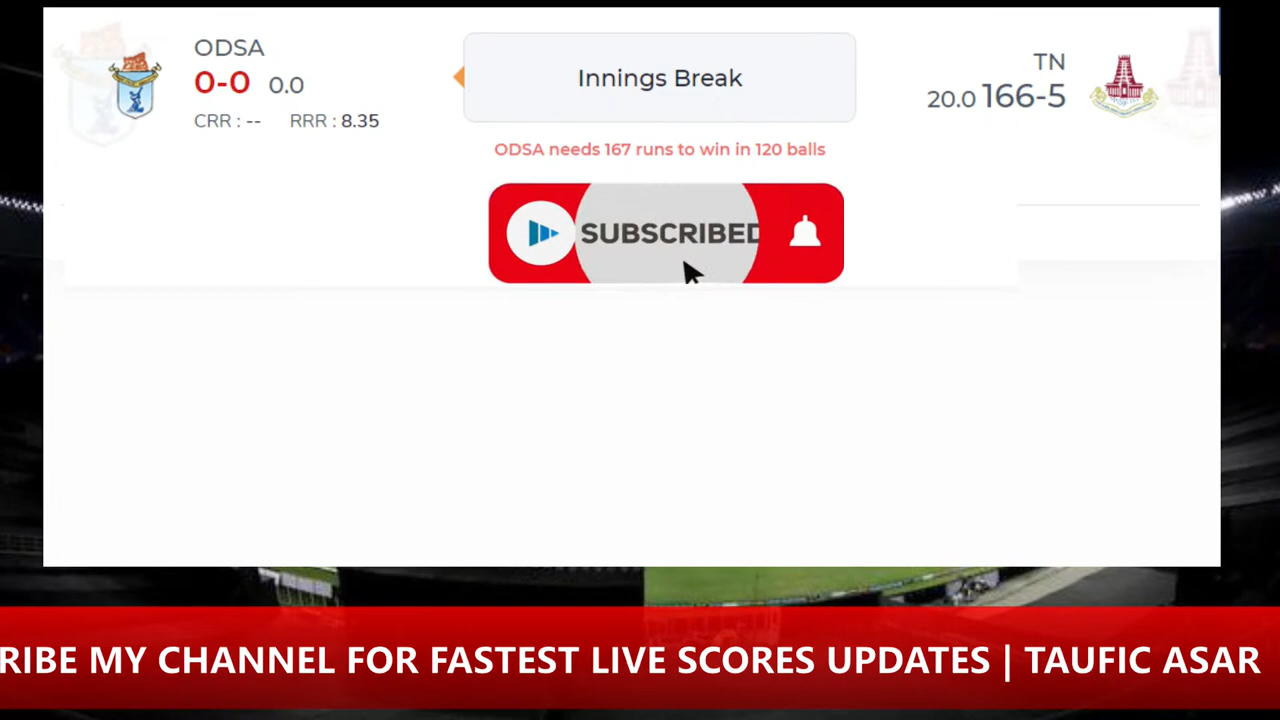 ODSA
0-0 0.0
CRR : -- RRR : 8.35
Innings Break
ODSA needs 167 runs to win in 120 balls
TN
20.0 166-5
SUBSCRIBED
RIBE MY CHANNEL FOR FASTEST LIVE SCORES UPDATES | TAUFIC ASAR